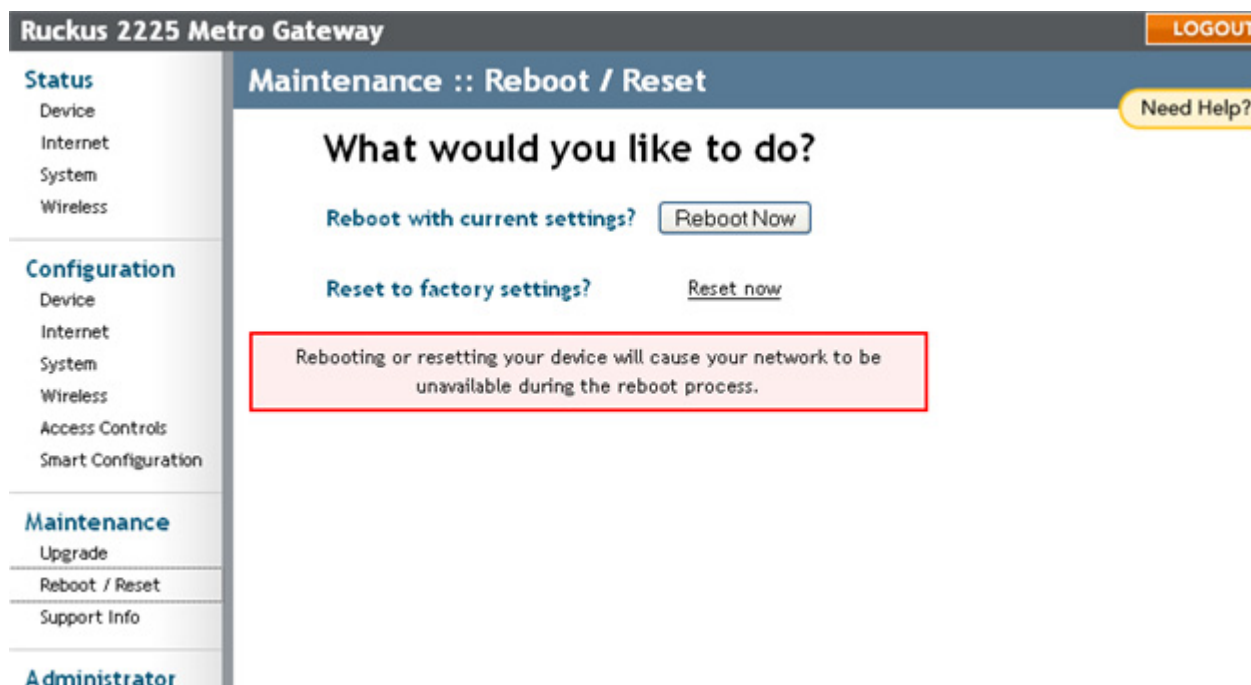 Ruckus 2225 Metro Gateway
LOGOUT
Status
Device
Internet
System
Wireless
Configuration
Device
Internet
System
Wireless
Access Controls
Smart Configuration
Maintenance
Upgrade
Reboot / Reset
Support Info
Administrator
Maintenance :: Reboot / Reset
Need Help?
What would you like to do?
Reboot with current settings? Reboot Now
Reset to factory settings? Reset now
Rebooting or resetting your device will cause your network to be
unavailable during the reboot process.